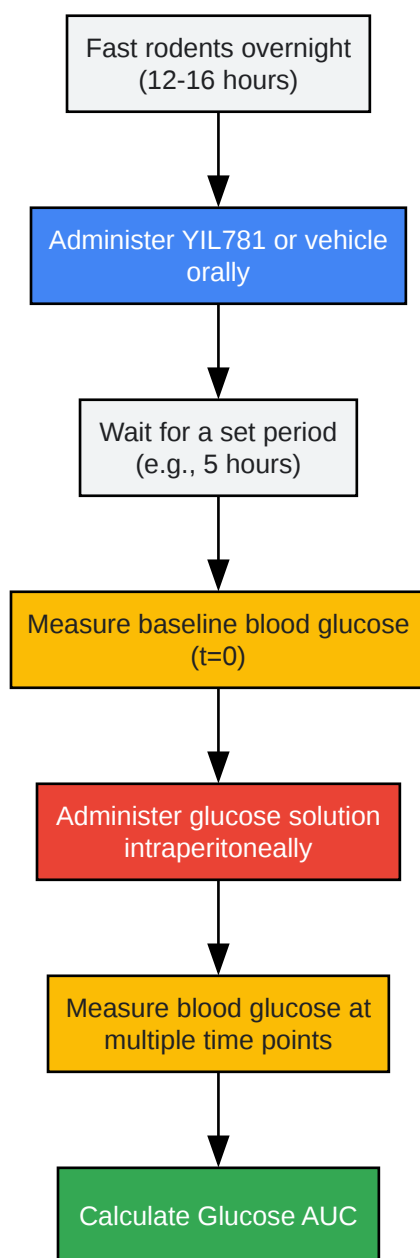 Fast rodents overnight
(12-16 hours)
Administer YIL781 or vehicle
orally
Wait for a set period
(e.g., 5 hours)
Measure baseline blood glucose
(t=0)
Administer glucose solution
intraperitoneally
Measure blood glucose at
multiple time points
Calculate Glucose AUC